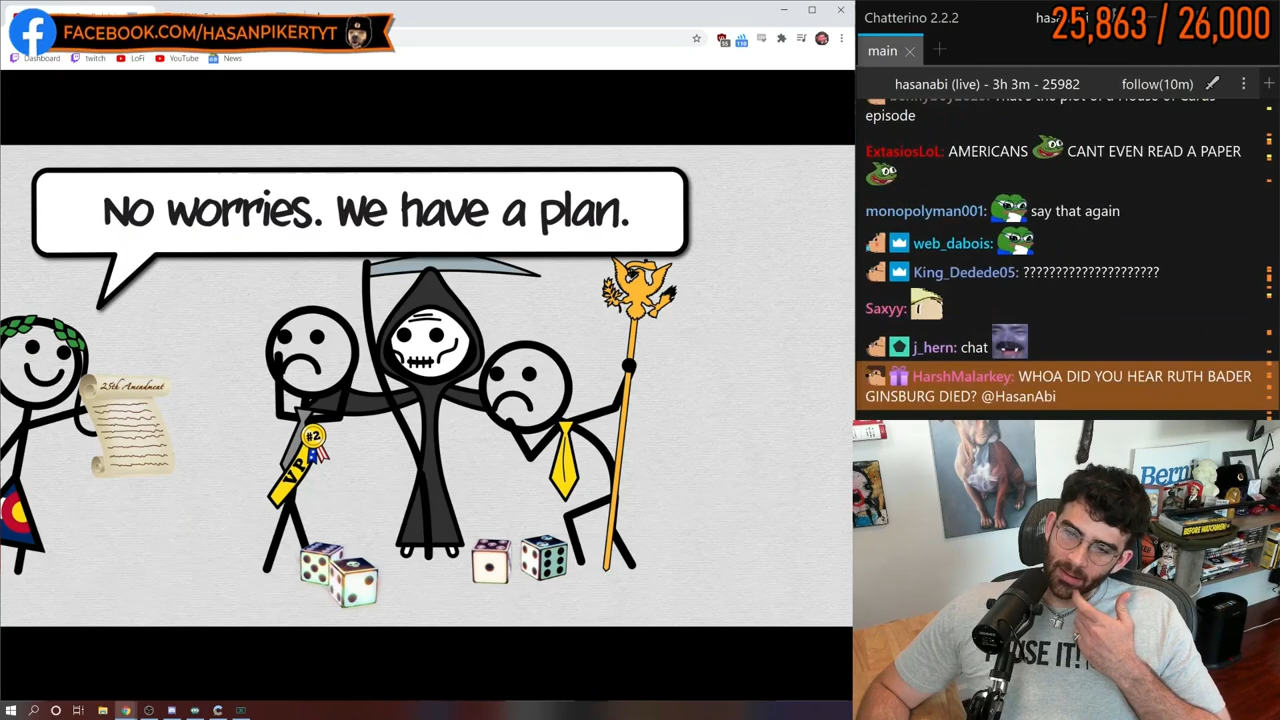 FACEBOOK.COM/HASANPIKERTYT
Dashboard
twitch
LoFi
YouTube
News
No worries. We have a plan.
25th Amendment
#2
VP
Chatterino 2.2.2
25,863 / 26,000
main
hasanabi (live) - 3h 3m - 25982
follow(10m)
episode
ExtasiosLoL: AMERICANS CANT EVEN READ A PAPER
monopolyman001: say that again
web_dabois:
King_Dedede05: ?????????????????????
Saxyy:
j_hern: chat
HarshMalarkey: WHOA DID YOU HEAR RUTH BADER
GINSBURG DIED? @HasanAbi
Bern
BEFORE WATCHMEN